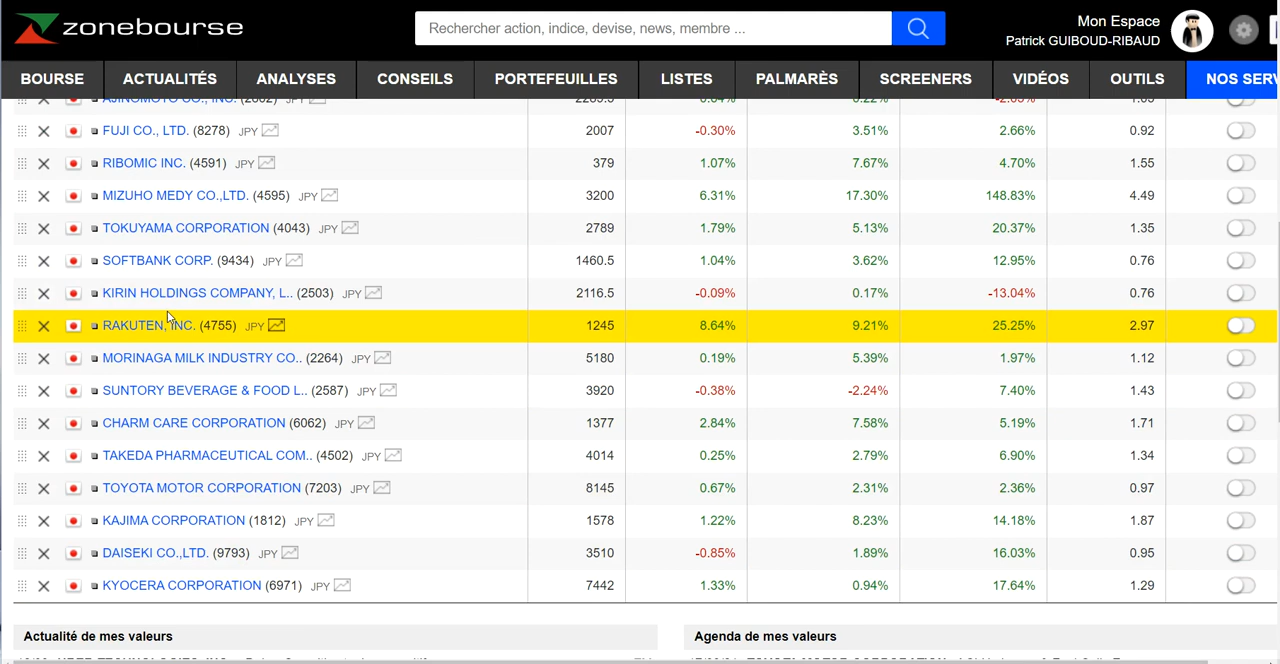 zonebourse
Rechercher action, indice, devise, news, membre ...
Mon Espace
Patrick GUIBOUD-RIBAUD
BOURSE ACTUALITÉS ANALYSES CONSEILS PORTEFEUILLES LISTES PALMARÈS SCREENERS VIDÉOS OUTILS NOS SERV
AJINOMOTO CO., INC. (2802) JPY
FUJI CO., LTD. (8278) JPY 2007 -0.30% 3.51% 2.66% 0.92
RIBOMIC INC. (4591) JPY 379 1.07% 7.67% 4.70% 1.55
MIZUHO MEDY CO.,LTD. (4595) JPY 3200 6.31% 17.30% 148.83% 4.49
TOKUYAMA CORPORATION (4043) JPY 2789 1.79% 5.13% 20.37% 1.35
SOFTBANK CORP. (9434) JPY 1460.5 1.04% 3.62% 12.95% 0.76
KIRIN HOLDINGS COMPANY, L.. (2503) JPY 2116.5 -0.09% 0.17% -13.04% 0.76
RAKUTEN, INC. (4755) JPY 1245 8.64% 9.21% 25.25% 2.97
MORINAGA MILK INDUSTRY CO.. (2264) JPY 5180 0.19% 5.39% 1.97% 1.12
SUNTORY BEVERAGE & FOOD L.. (2587) JPY 3920 -0.38% -2.24% 7.40% 1.43
CHARM CARE CORPORATION (6062) JPY 1377 2.84% 7.58% 5.19% 1.71
TAKEDA PHARMACEUTICAL COM.. (4502) JPY 4014 0.25% 2.79% 6.90% 1.34
TOYOTA MOTOR CORPORATION (7203) JPY 8145 0.67% 2.31% 2.36% 0.97
KAJIMA CORPORATION (1812) JPY 1578 1.22% 8.23% 14.18% 1.87
DAISEKI CO.,LTD. (9793) JPY 3510 -0.85% 1.89% 16.03% 0.95
KYOCERA CORPORATION (6971) JPY 7442 1.33% 0.94% 17.64% 1.29
Actualité de mes valeurs Agenda de mes valeurs